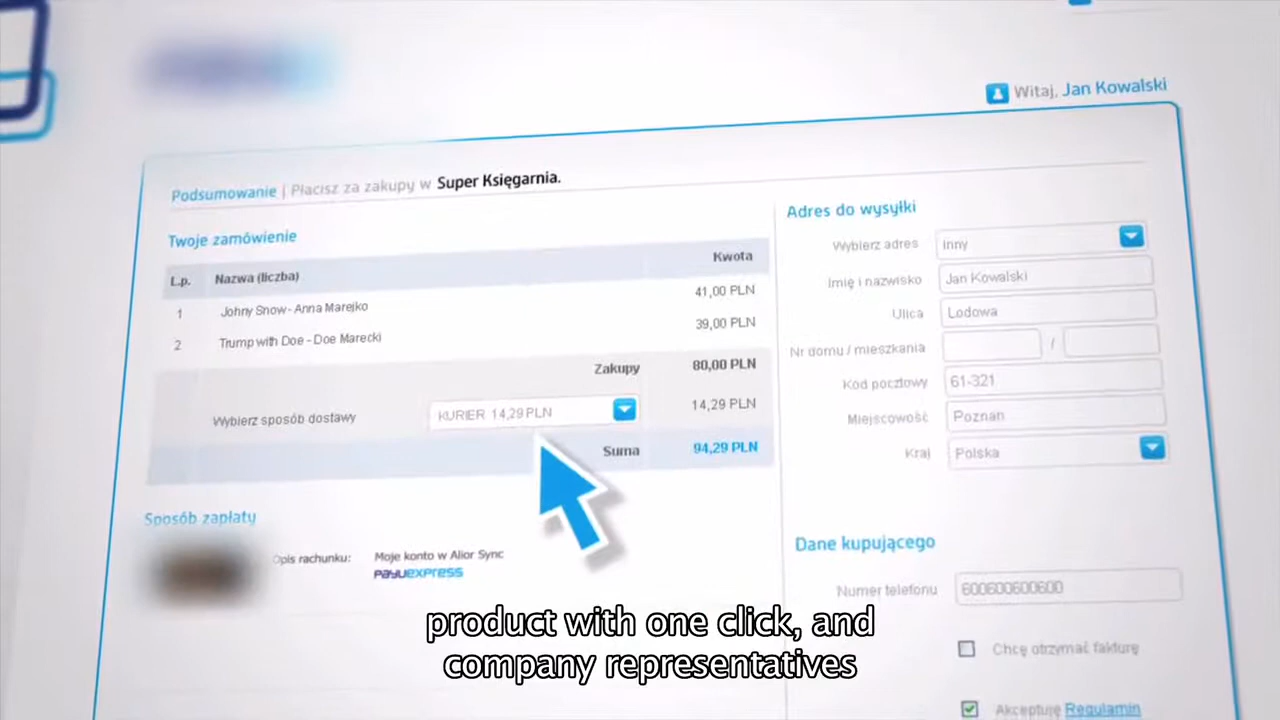 Witaj, Jan Kowalski
Podsumowanie | Płacisz za zakupy w Super Księgarnia.
Twoje zamówienie
L.p. Nazwa (liczba) Kwota
1 Johny Snow - Anna Marejko 41,00 PLN
2 Trump with Doe - Doe Marecki 39,00 PLN
Zakupy 80,00 PLN
Wybierz sposób dostawy KURIER 14,29 PLN 14,29 PLN
Suma 94,29 PLN
Sposób zapłaty
Opis rachunku: Moje konto w Alior Sync
PayU express
Adres do wysyłki
Wybierz adres Inny
Imię i nazwisko Jan Kowalski
Ulica Lodowa
Nr domu / mieszkania /
Kod pocztowy 61-321
Miejscowość Poznań
Kraj Polska
Dane kupującego
Numer telefonu 600600600600
Chcę otrzymać fakturę
Akceptuję Regulamin
product with one click, and
company representatives